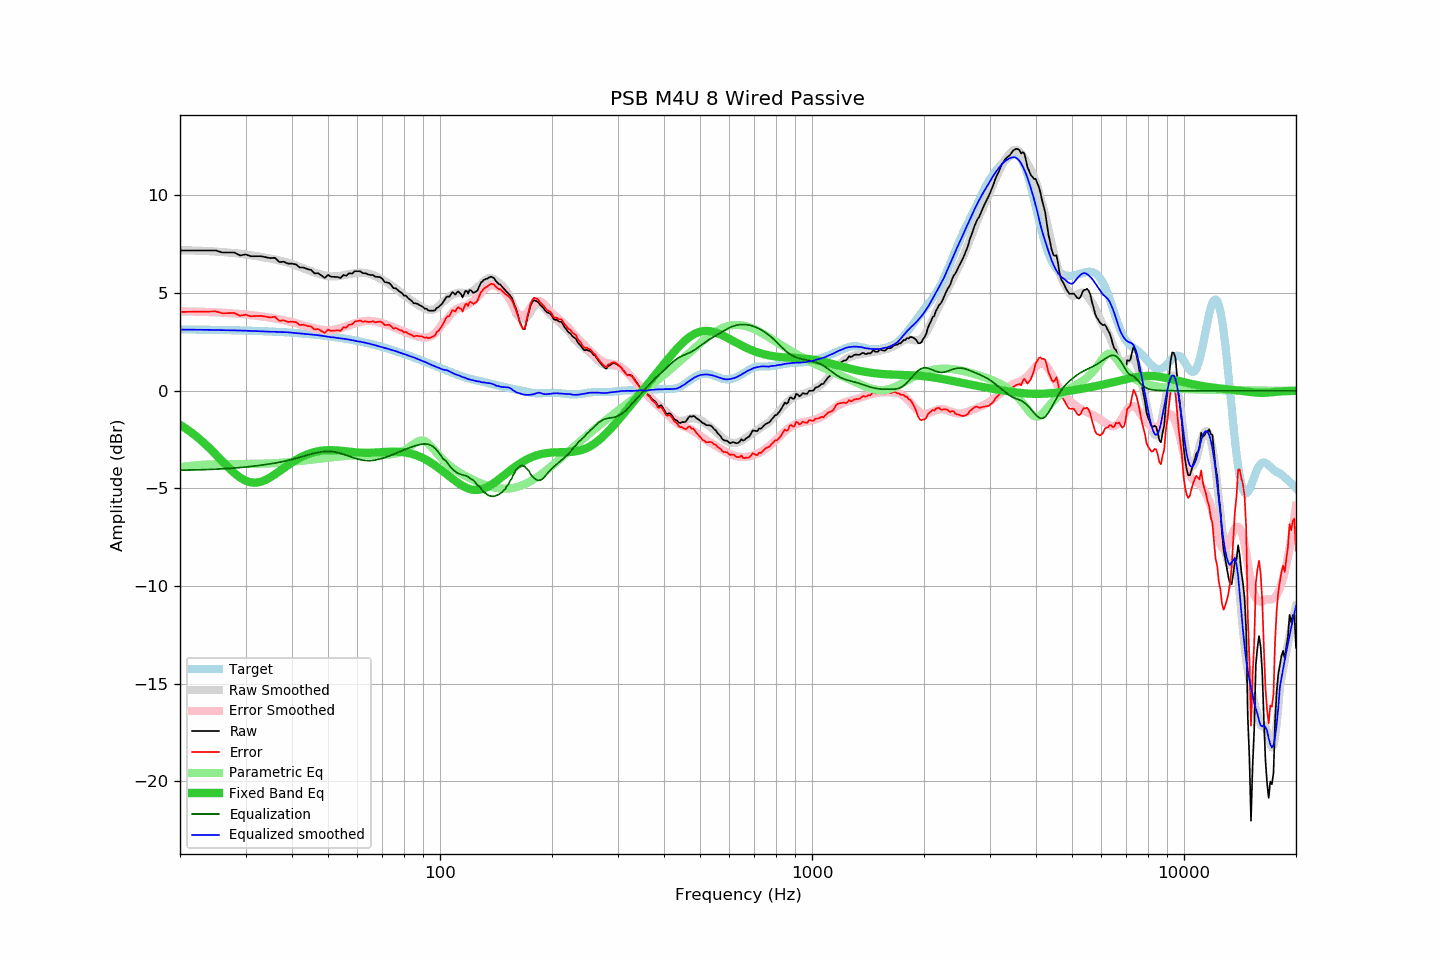 PSB M4U 8 Wired Passive
Amplitude (dBr)
10
5
0
−5
−10
−15
−20
Target
Raw Smoothed
Error Smoothed
Raw
Error
Parametric Eq
Fixed Band Eq
Equalization
Equalized smoothed
100
1000
10000
Frequency (Hz)